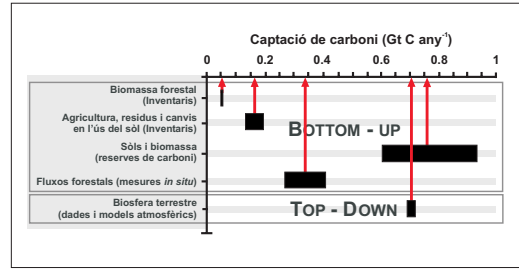 Captació de carboni (Gt C any-1)
0 0.2 0.4 0.6 0.8 1
Biomassa forestal
(Inventaris)
Agricultura, residus i canvis
en l'ús del sòl (Inventaris)
BOTTOM - UP
Sòls i biomassa
(reserves de carboni)
Fluxos forestals (mesures in situ)
Biosfera terrestre
(dades i models atmosfèrics)
TOP - DOWN